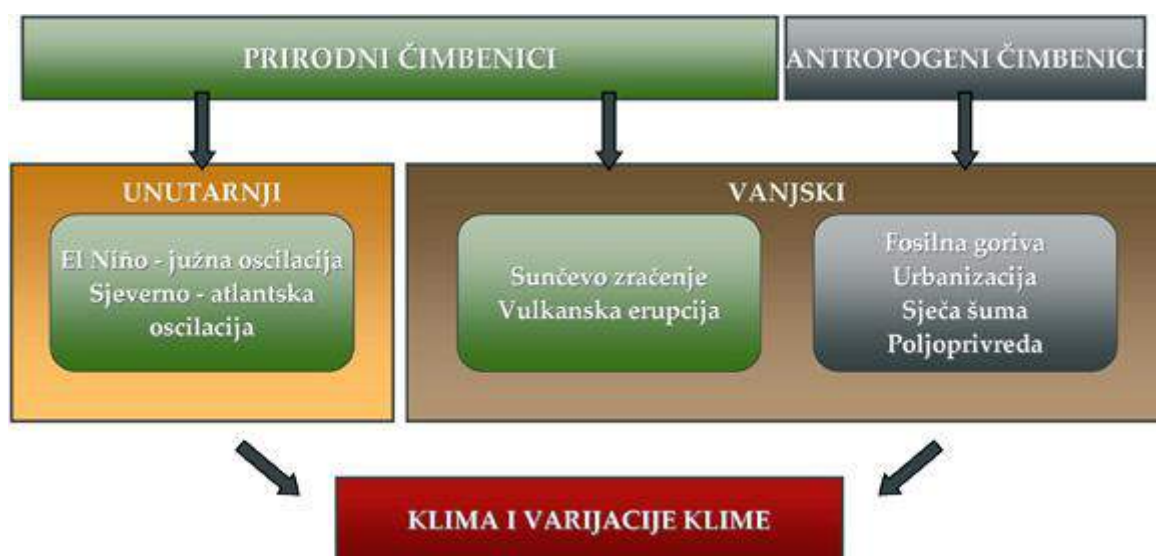 PRIRODNI ČIMBENICI
ANTROPOGENI ČIMBENICI
UNUTARNJI
El Niño - južna oscilacija
Sjeverno - atlantska
oscilacija
VANJSKI
Sunčevo zračenje
Vulkanska erupcija
Fosilna goriva
Urbanizacija
Sječa šuma
Poljoprivreda
KLIMA I VARIJACIJE KLIME